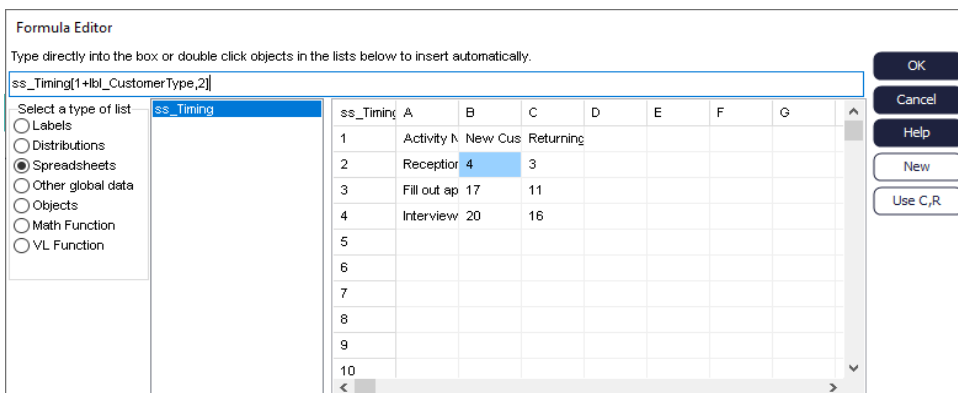 Formula Editor
Type directly into the box or double click objects in the lists below to insert automatically.
ss_Timing[1+lbl_CustomerType,2]
OK
Cancel
Help
New
Use C,R
Select a type of list
Labels
Distributions
Spreadsheets
Other global data
Objects
Math Function
VL Function
ss_Timing
ss_Timing A B C D E F G
1 Activity N New Cus Returning
2 Reception 4 3
3 Fill out ap 17 11
4 Interview 20 16
5
6
7
8
9
10